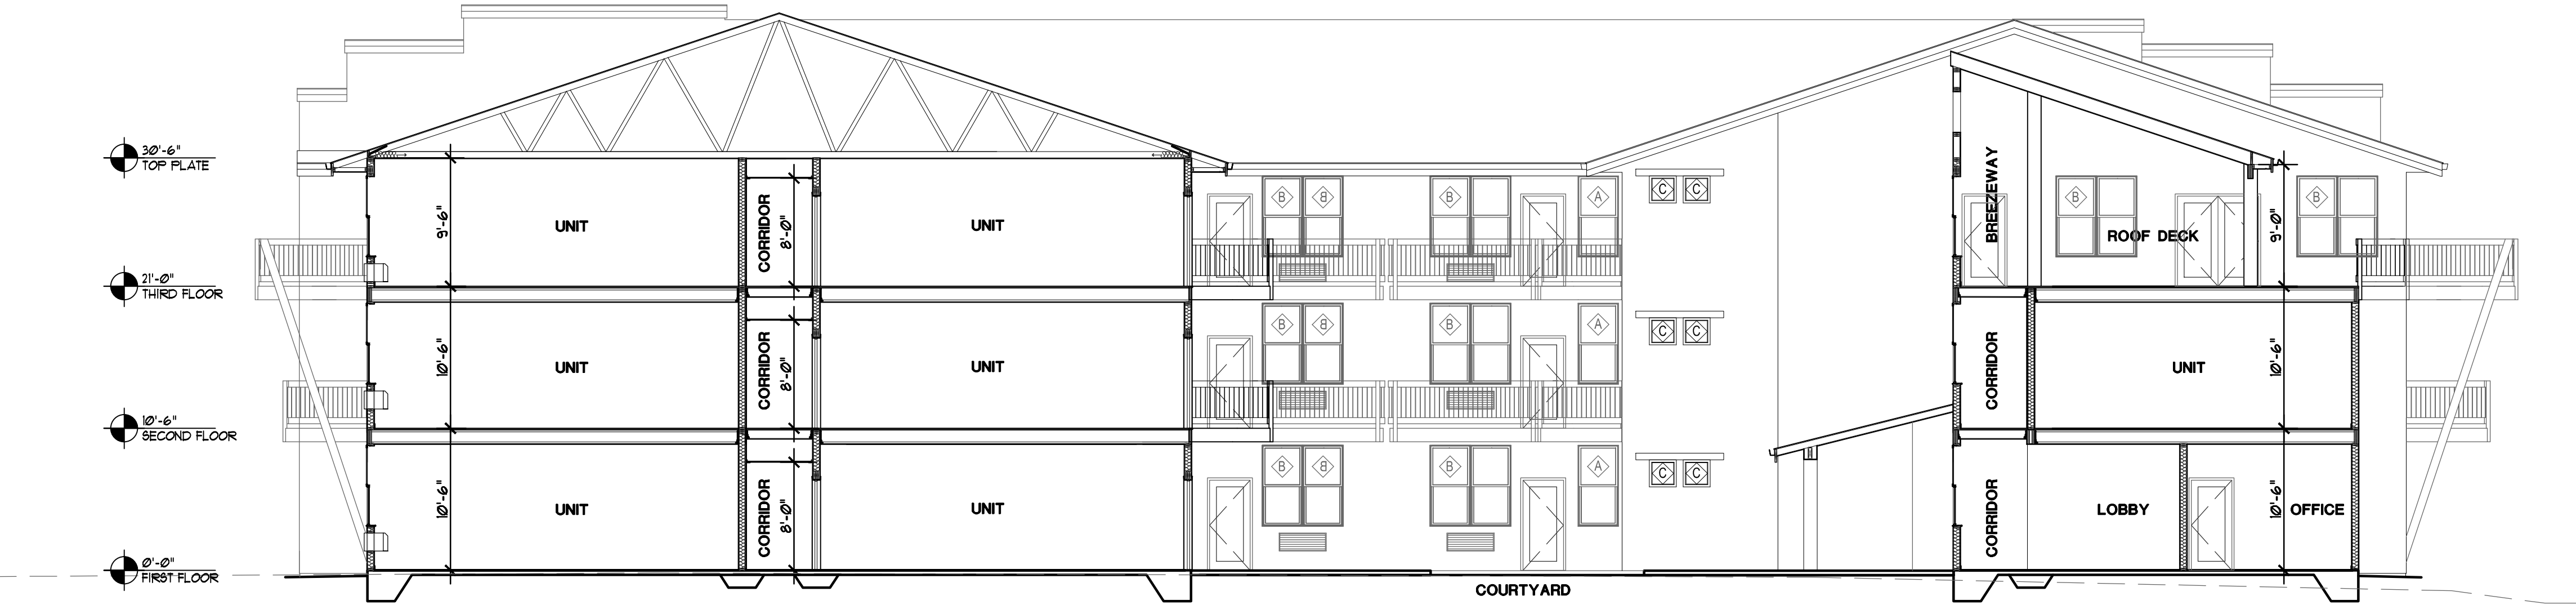 30'-6"
TOP PLATE
21'-0"
THIRD FLOOR
10'-6"
SECOND FLOOR
0'-0"
FIRST FLOOR
9'-6"
UNIT
CORRIDOR
8'-0"
UNIT
10'-6"
UNIT
CORRIDOR
8'-0"
UNIT
10'-6"
UNIT
CORRIDOR
8'-0"
UNIT
B B B A C C
B B B A C C
B B B A C C
COURTYARD
BREEZEWAY
B
ROOF DECK
9'-0"
B
CORRIDOR
UNIT
10'-6"
CORRIDOR
LOBBY
10'-6"
OFFICE